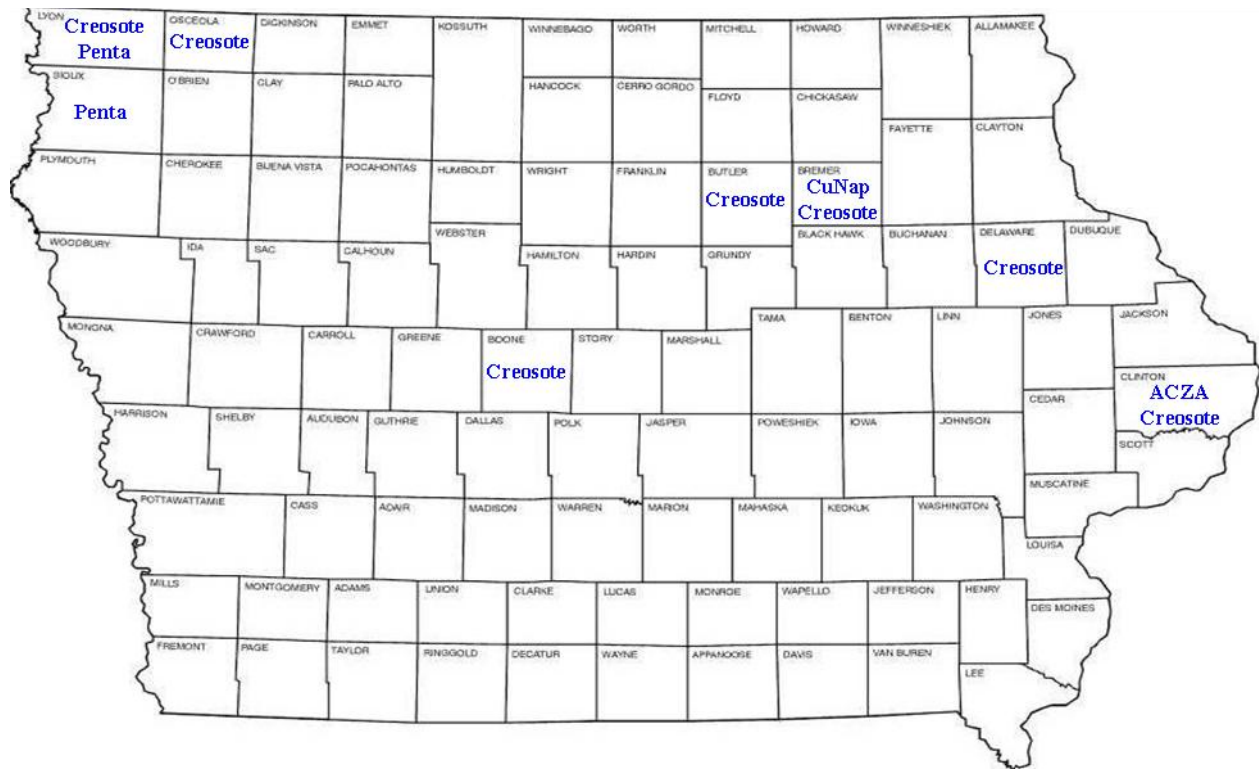 LYON
Creosote
Penta
OSCEOLA
Creosote
DICKINSON
EMMET
KOSSUTH
WINNEBAGO
WORTH
MITCHELL
HOWARD
WINNESHIEK
ALLAMAKEE
SIOUX
Penta
O'BRIEN
CLAY
PALO ALTO
HANCOCK
CERRO GORDO
FLOYD
CHICKASAW
FAYETTE
CLAYTON
PLYMOUTH
CHEROKEE
BUENA VISTA
POCAHONTAS
HUMBOLDT
WRIGHT
FRANKLIN
BUTLER
Creosote
BREMER
CuNap
Creosote
WOODBURY
IDA
SAC
CALHOUN
WEBSTER
HAMILTON
HARDIN
GRUNDY
BLACK HAWK
BUCHANAN
DELAWARE
Creosote
DUBUQUE
MONONA
CRAWFORD
CARROLL
GREENE
BOONE
Creosote
STORY
MARSHALL
TAMA
BENTON
LINN
JONES
JACKSON
CLINTON
ACZA
Creosote
CEDAR
HARRISON
SHELBY
AUDUBON
GUTHRIE
DALLAS
POLK
JASPER
POWESHIEK
IOWA
JOHNSON
SCOTT
MUSCATINE
POTTAWATTAMIE
CASS
ADAIR
MADISON
WARREN
MARION
MAHASKA
KEOKUK
WASHINGTON
LOUISA
MILLS
MONTGOMERY
ADAMS
UNION
CLARKE
LUCAS
MONROE
WAPELLO
JEFFERSON
HENRY
DES MOINES
FREMONT
PAGE
TAYLOR
RINGGOLD
DECATUR
WAYNE
APPANOOSE
DAVIS
VAN BUREN
LEE